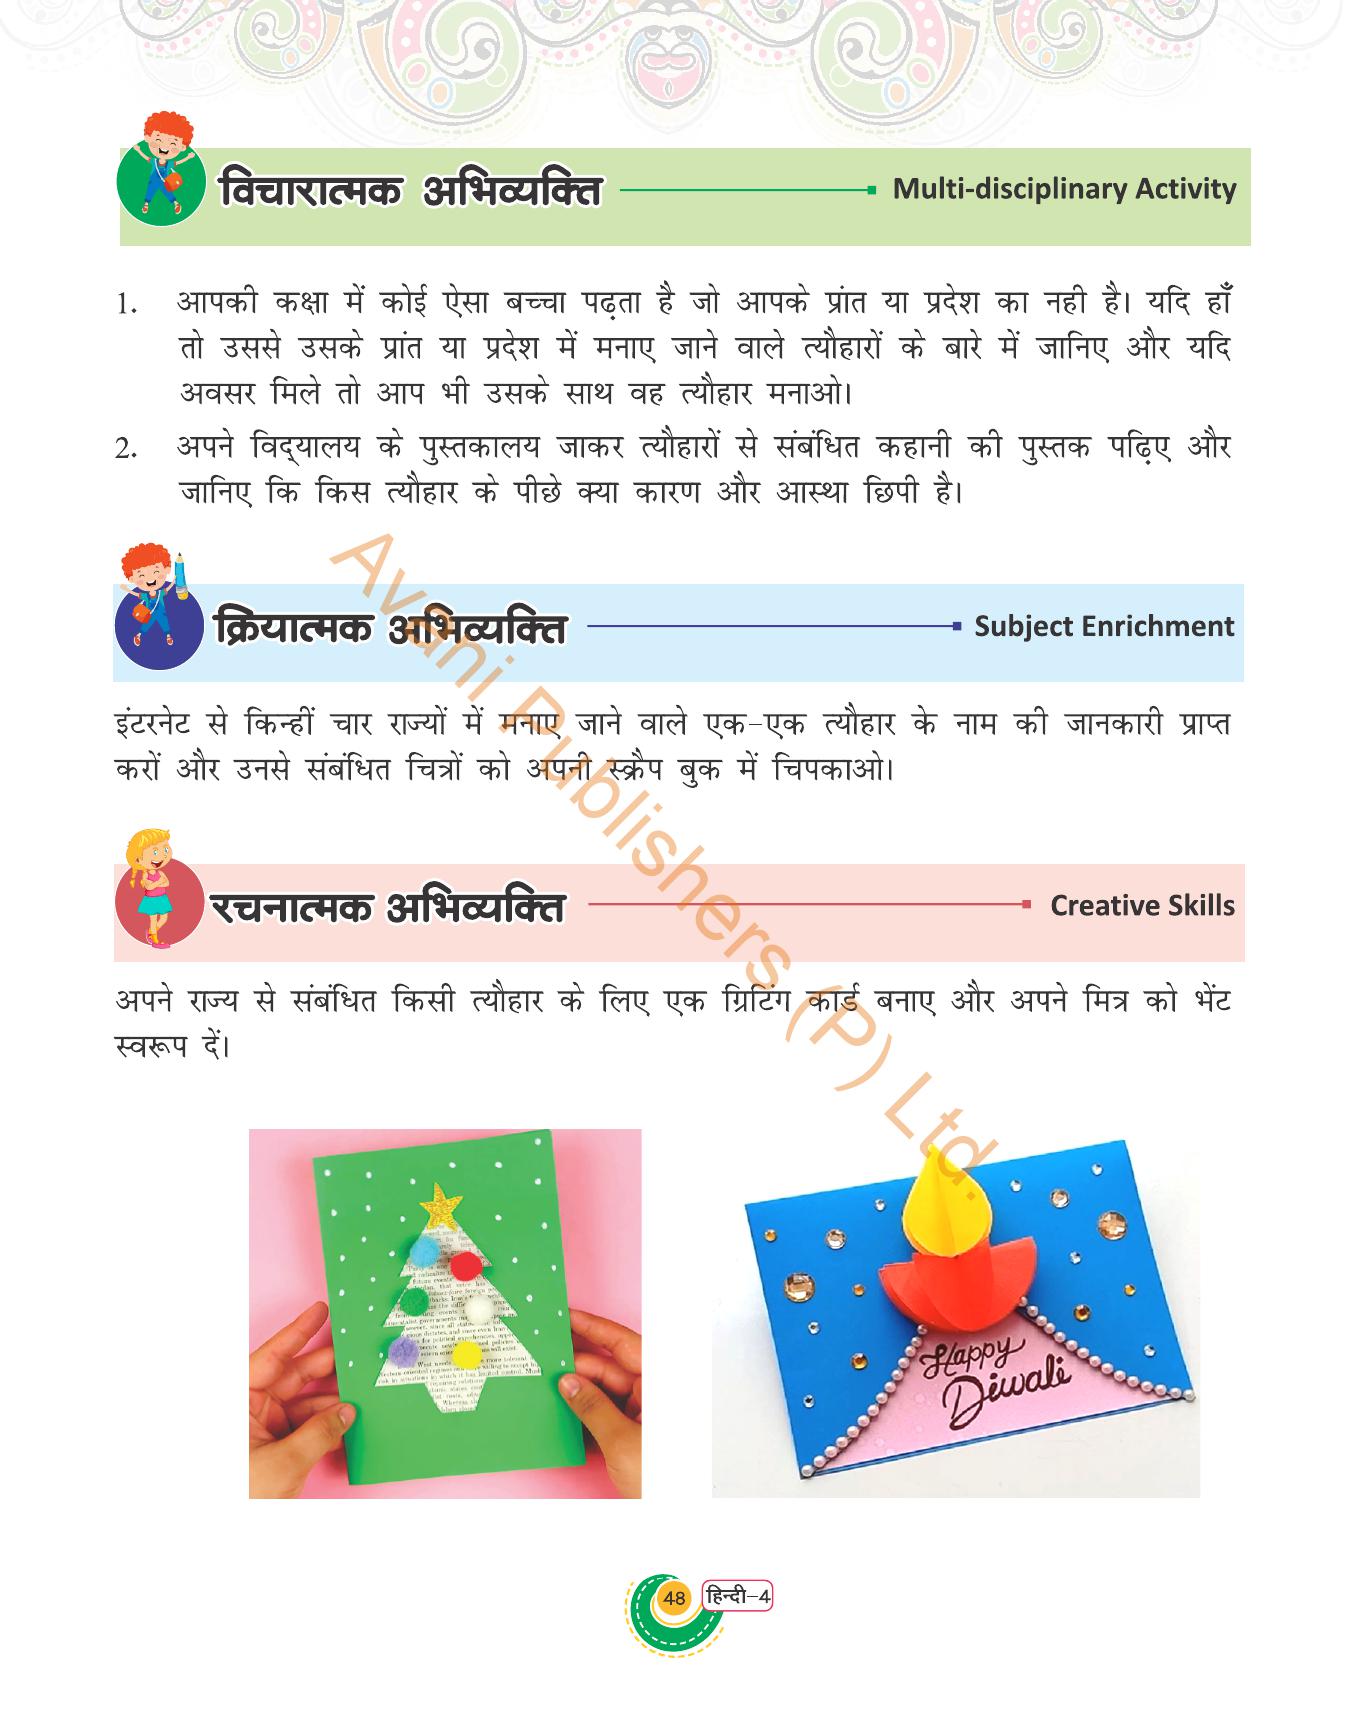 विचारात्मक अभिव्यक्ति Multi-disciplinary Activity
1. आपकी कक्षा में कोई ऐसा बच्चा पढ़ता है जो आपके प्रांत या प्रदेश का नही है। यदि हाँ
तो उससे उसके प्रांत या प्रदेश में मनाए जाने वाले त्यौहारों के बारे में जानिए और यदि
अवसर मिले तो आप भी उसके साथ वह त्यौहार मनाओ।
2. अपने विद्‌यालय के पुस्तकालय जाकर त्यौहारों से संबंधित कहानी की पुस्तक पढ़िए और
जानिए कि किस त्यौहार के पीछे क्या कारण और आस्था छिपी है।
क्रियात्मक अभिव्यक्ति Subject Enrichment
इंटरनेट से किन्हीं चार राज्यों में मनाए जाने वाले एक-एक त्यौहार के नाम की जानकारी प्राप्त
करों और उनसे संबंधित चित्रों को अपनी स्क्रैप बुक में चिपकाओ।
रचनात्मक अभिव्यक्ति Creative Skills
अपने राज्य से संबंधित किसी त्यौहार के लिए एक ग्रिटिंग कार्ड बनाए और अपने मित्र को भेंट
स्वरूप दें।
Avani Publishers (P) Ltd.
Happy
Diwali
48 हिन्दी-4